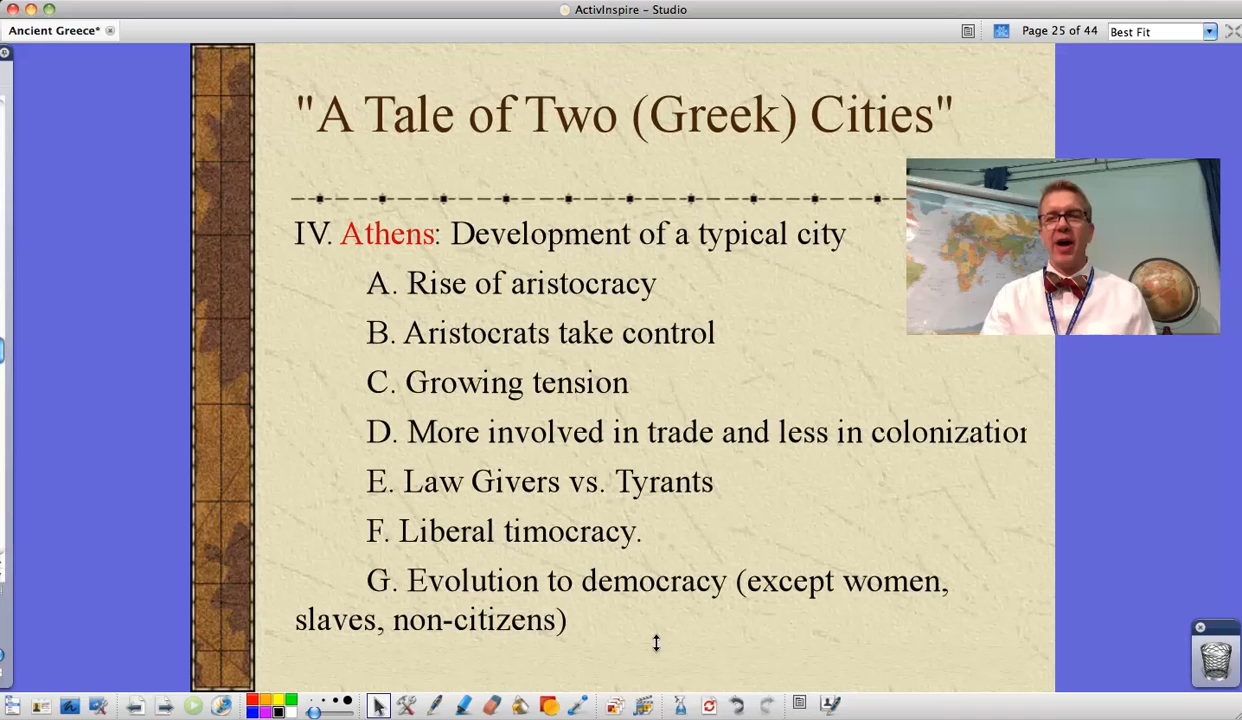 ActivInspire – Studio
Ancient Greece*
Page 25 of 44
Best Fit
"A Tale of Two (Greek) Cities"
IV. Athens: Development of a typical city
A. Rise of aristocracy
B. Aristocrats take control
C. Growing tension
D. More involved in trade and less in colonization
E. Law Givers vs. Tyrants
F. Liberal timocracy.
G. Evolution to democracy (except women,
slaves, non-citizens)